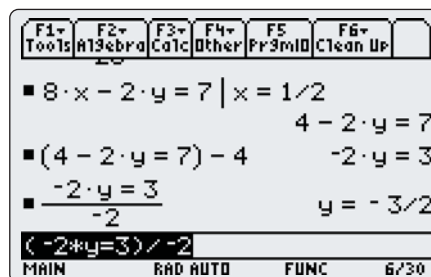 F1▾ F2▾ F3▾ F4▾ F5 F6▾
Tools Algebra Calc Other PrgmIO Clean Up
▪ 8·x − 2·y = 7 | x = 1/2
4 − 2·y = 7
▪ (4 − 2·y = 7) − 4 -2·y = 3
▪ -2·y = 3
-2 y = - 3/2
(-2*y=3)/-2
MAIN RAD AUTO FUNC 6/30